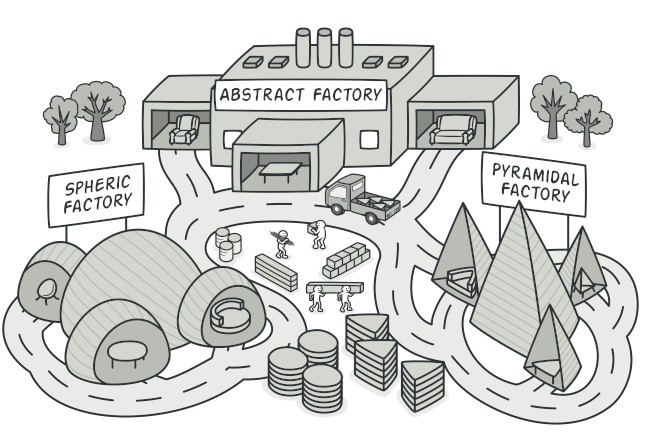 ABSTRACT FACTORY
SPHERIC
FACTORY
PYRAMIDAL
FACTORY